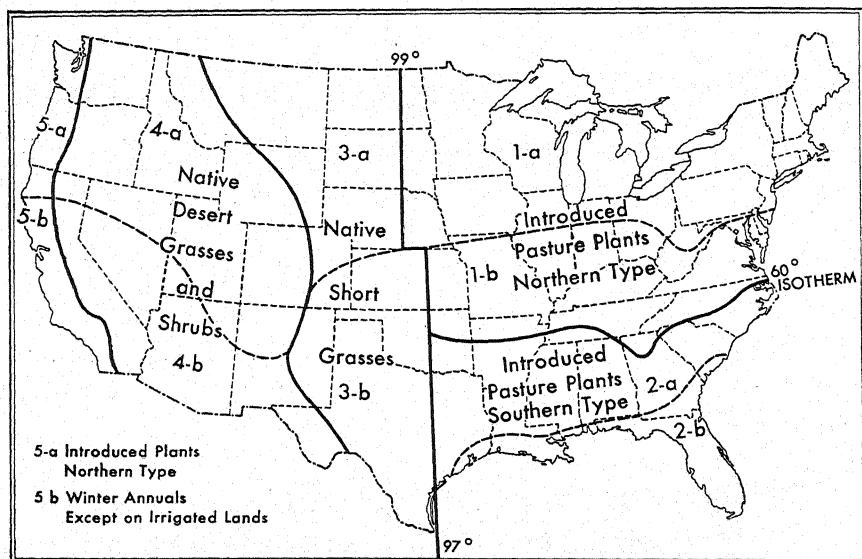 99°
5-a
4-a
3-a
1-a
Native
5-b
Desert
Native
Introduced
Grasses
Pasture Plants
1-b
Northern Type
60°
ISOTHERM
and
Short
Shrubs
4-b
Grasses
3-b
Introduced
Pasture Plants
Southern Type
2-a
2-b
5-a Introduced Plants
Northern Type
5 b Winter Annuals
Except on Irrigated Lands
97°